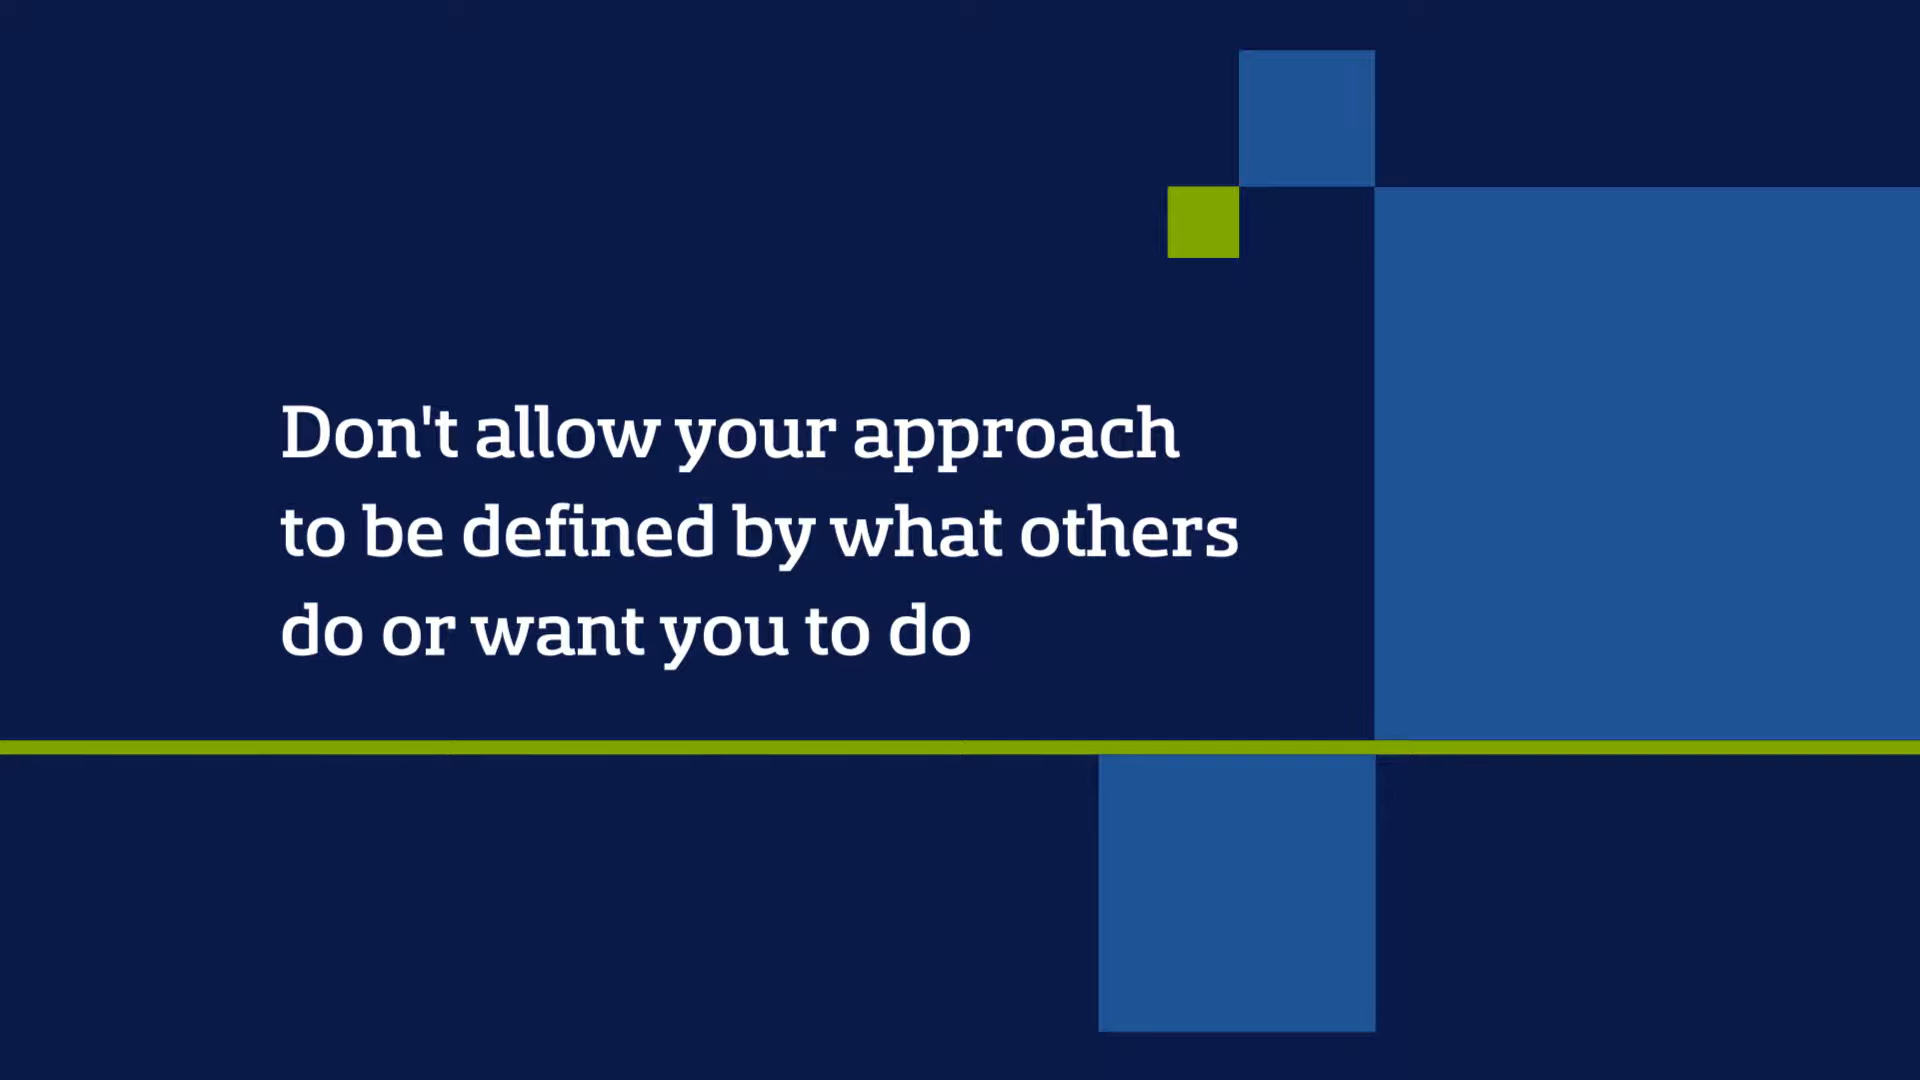 Don't allow your approach
to be defined by what others
do or want you to do